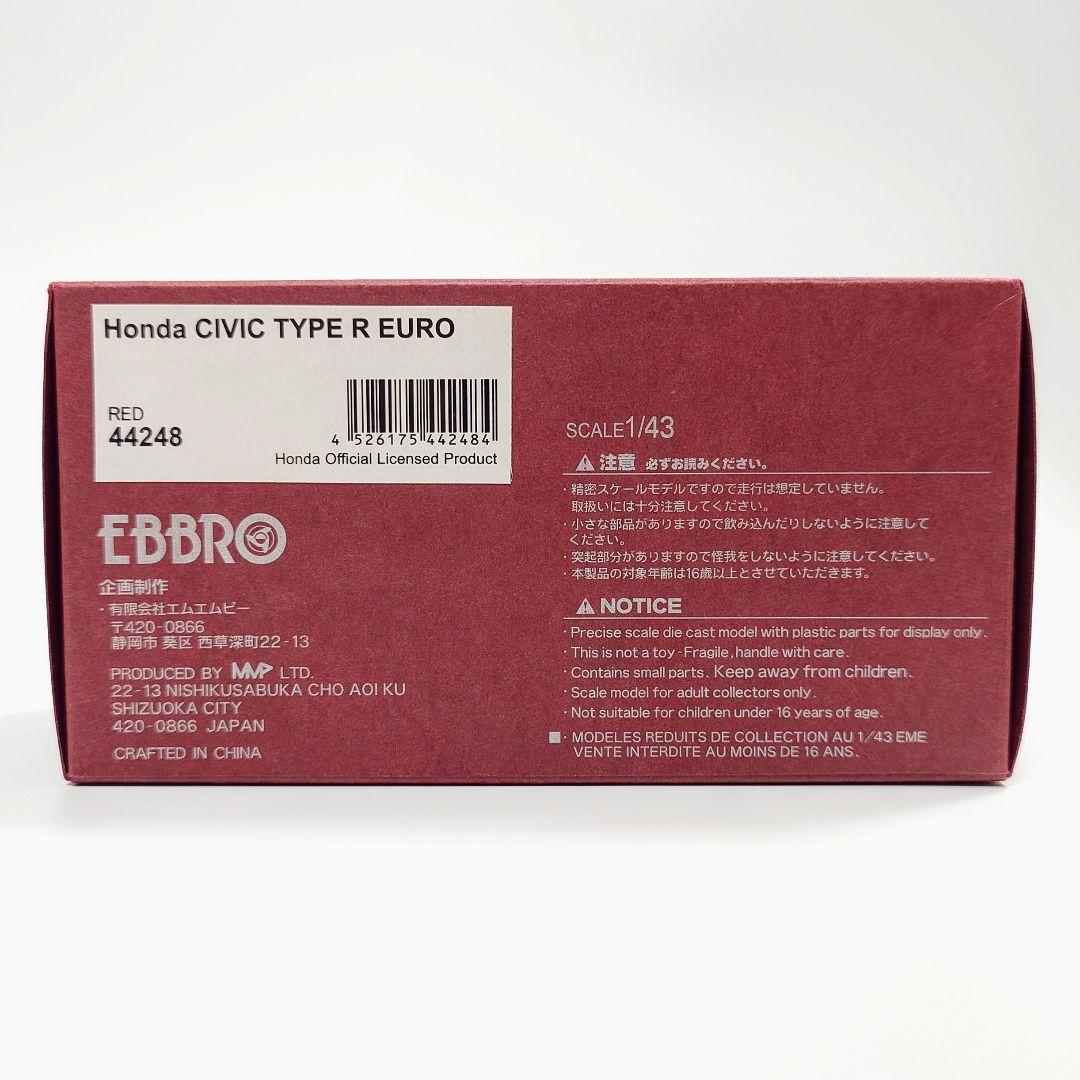 Honda CIVIC TYPE R EURO
RED
44248
4 526175 442484
Honda Official Licensed Product
EBBRO
企画制作
・有限会社エムエムピー
〒420-0866
静岡市 葵区 西草深町22-13
PRODUCED BY MMP LTD.
22-13 NISHIKUSABUKA CHO AOI KU
SHIZUOKA CITY
420-0866 JAPAN
CRAFTED IN CHINA
SCALE1/43
注意 必ずお読みください。
・精密スケールモデルですので走行は想定していません。
取扱いには十分注意してください。
・小さな部品がありますので飲み込んだりしないように注意して
ください。
・突起部分がありますので怪我をしないように注意してください。
・本製品の対象年齢は16歳以上とさせていただきます。
NOTICE
・Precise scale die cast model with plastic parts for display only.
・This is not a toy-Fragile, handle with care.
・Contains small parts. Keep away from children.
・Scale model for adult collectors only.
・Not suitable for children under 16 years of age.
■・MODELES REDUITS DE COLLECTION AU 1/43 EME
VENTE INTERDITE AU MOINS DE 16 ANS.